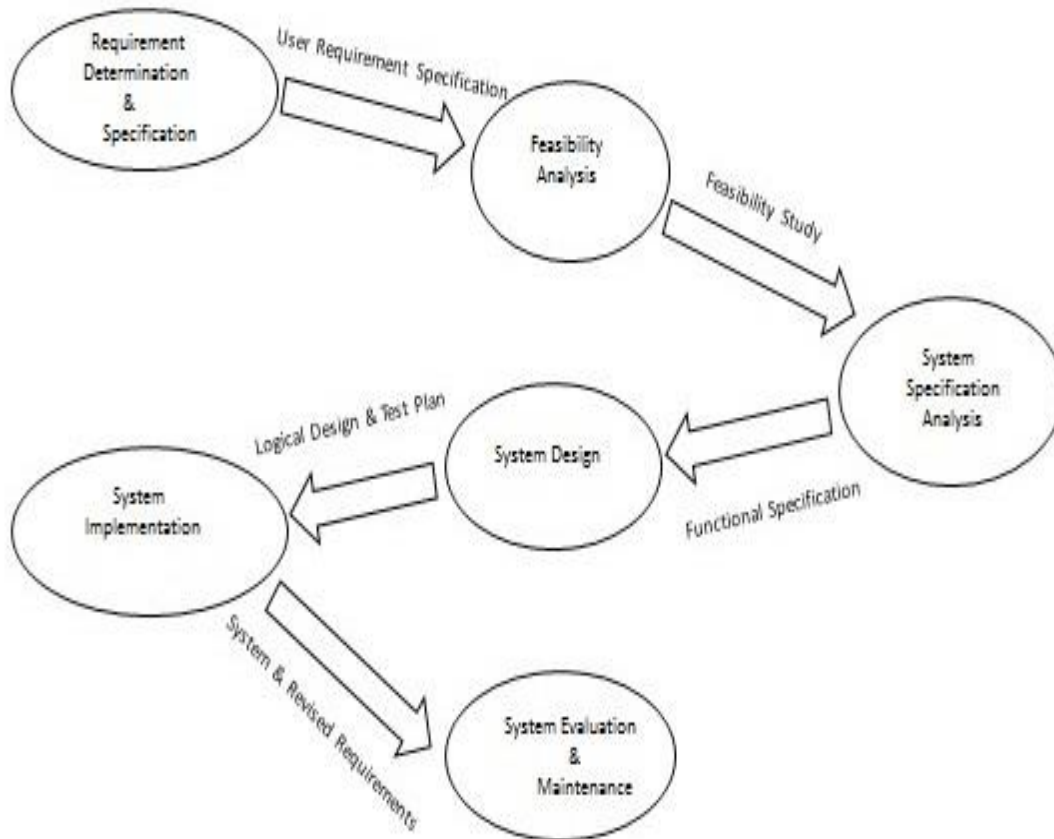 Requirement
Determination
&
Specification
User Requirement Specification
Feasibility
Analysis
Feasibility Study
System
Specification
Analysis
Functional Specification
System Design
Logical Design & Test Plan
System
Implementation
System & Revised Requirements
System Evaluation
&
Maintenance